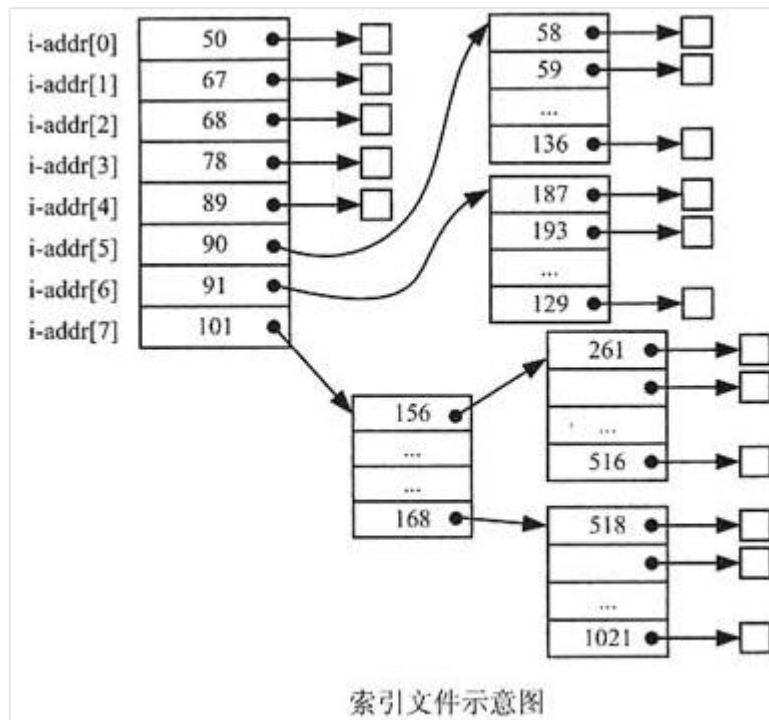 i-addr[0] 50
i-addr[1] 67
i-addr[2] 68
i-addr[3] 78
i-addr[4] 89
i-addr[5] 90
i-addr[6] 91
i-addr[7] 101
58
59
...
136
187
193
...
129
156
...
...
168
261
...
516
518
...
1021
索引文件示意图